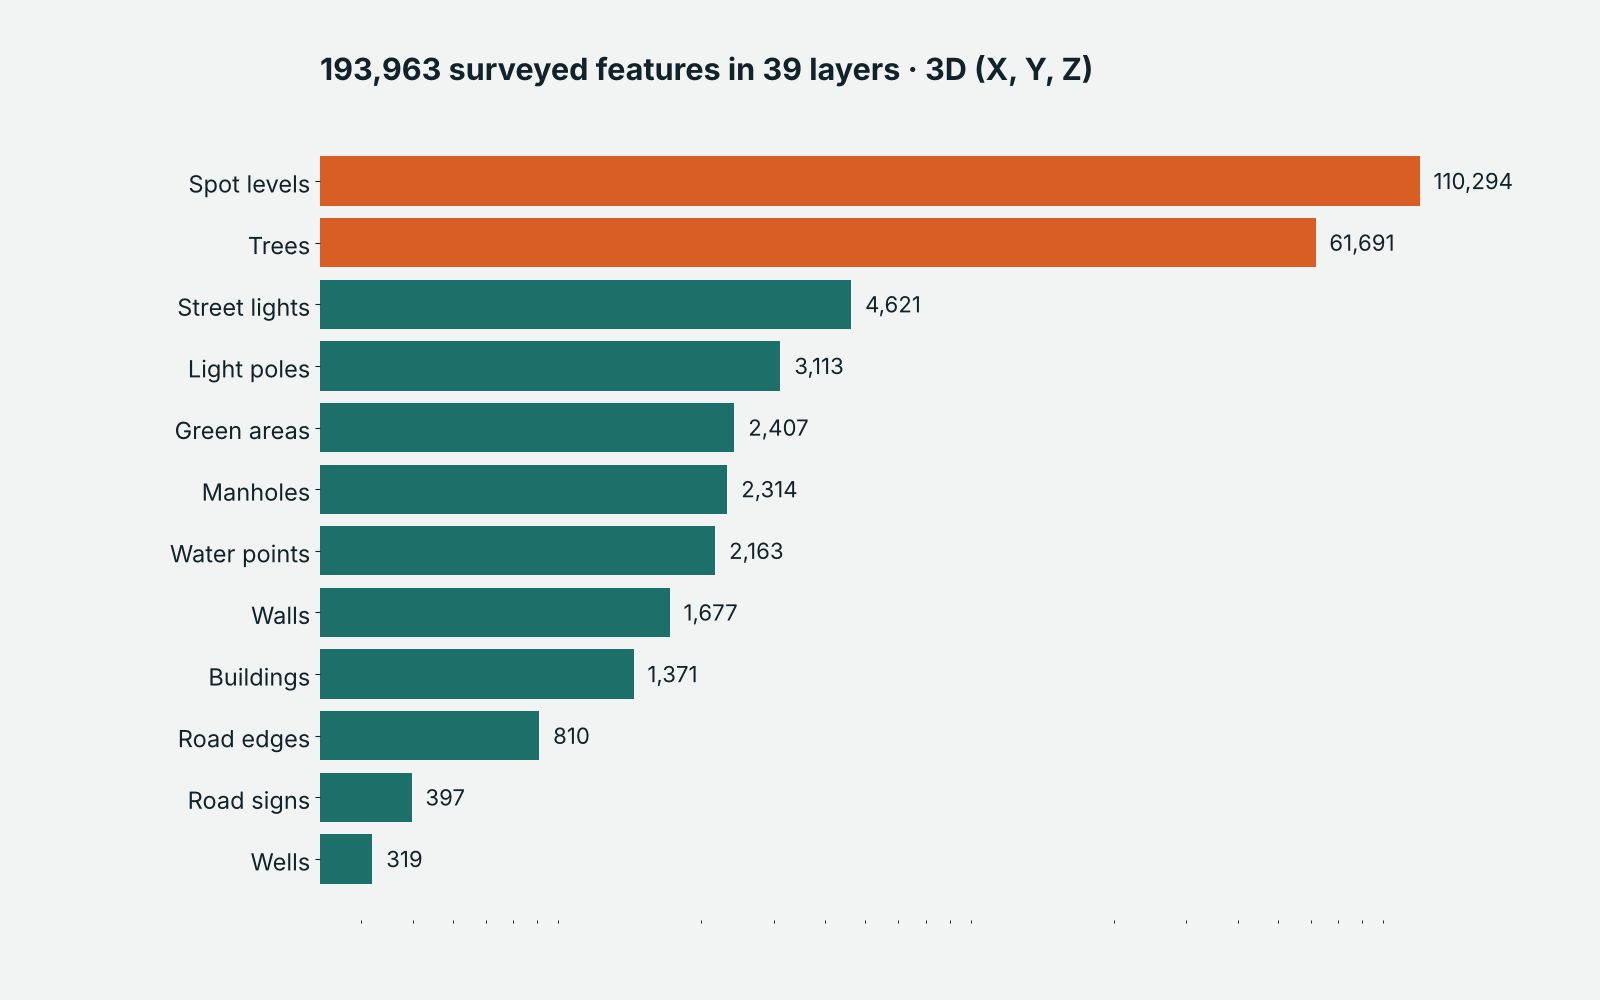 193,963 surveyed features in 39 layers · 3D (X, Y, Z)
Spot levels 110,294
Trees 61,691
Street lights 4,621
Light poles 3,113
Green areas 2,407
Manholes 2,314
Water points 2,163
Walls 1,677
Buildings 1,371
Road edges 810
Road signs 397
Wells 319